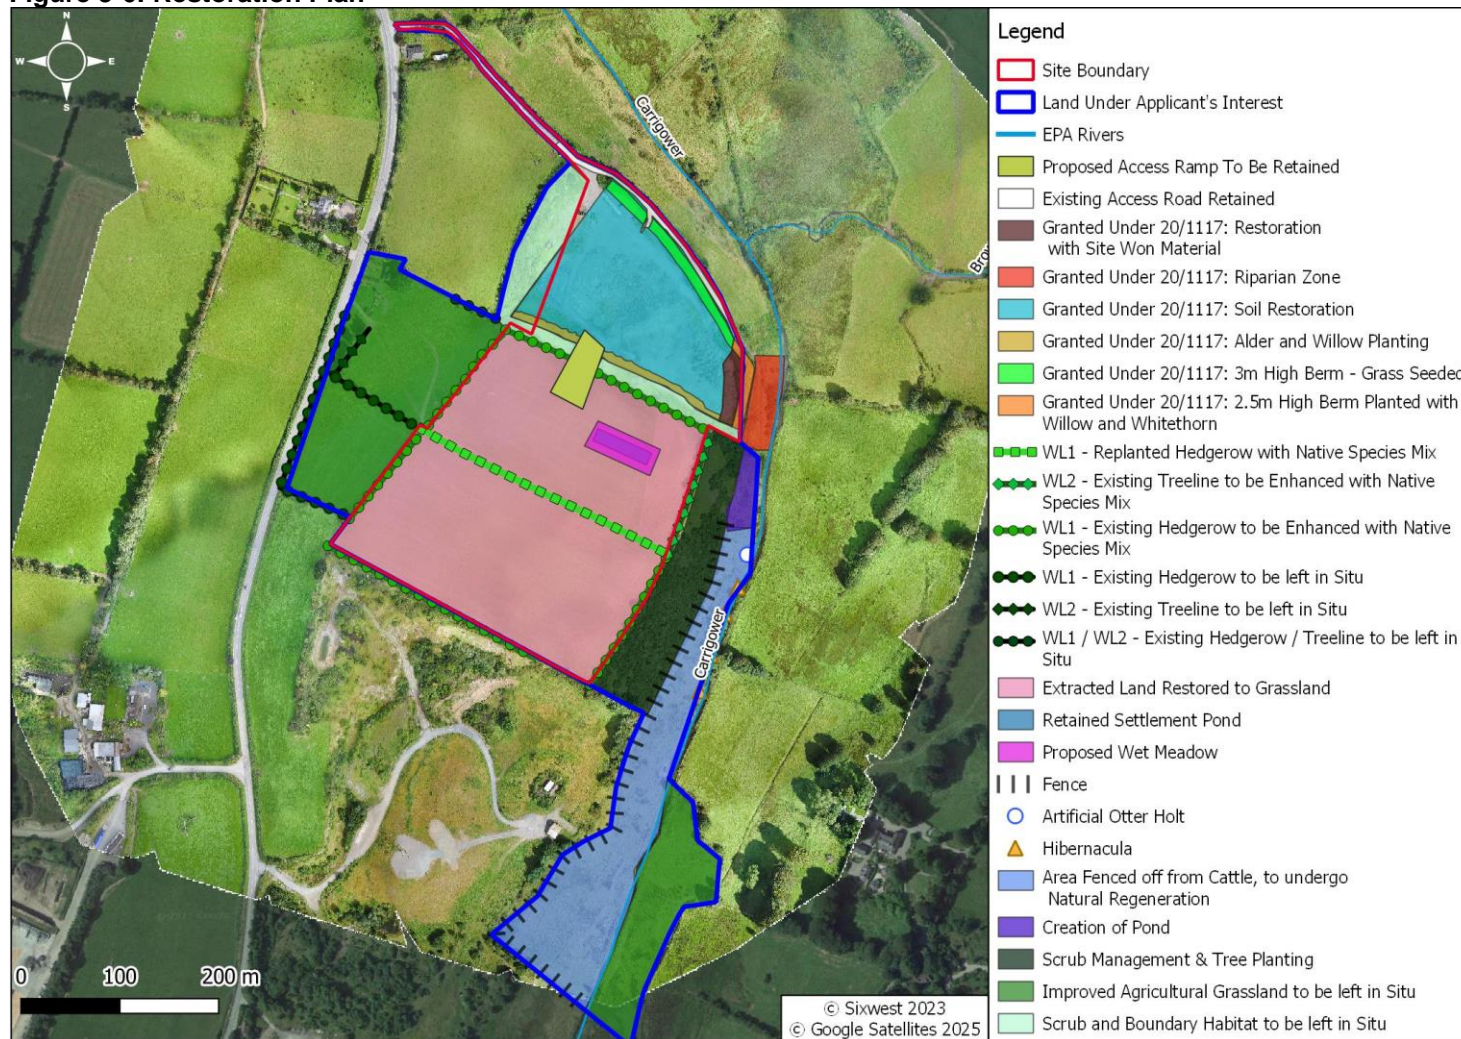 Legend
N
W
E
S
Site Boundary
Land Under Applicant's Interest
EPA Rivers
Proposed Access Ramp To Be Retained
Existing Access Road Retained
Granted Under 20/1117: Restoration
with Site Won Material
Granted Under 20/1117: Riparian Zone
Granted Under 20/1117: Soil Restoration
Granted Under 20/1117: Alder and Willow Planting
Granted Under 20/1117: 3m High Berm - Grass Seeded
Granted Under 20/1117: 2.5m High Berm Planted with
Willow and Whitethorn
WL1 - Replanted Hedgerow with Native Species Mix
WL2 - Existing Treeline to be Enhanced with Native
Species Mix
WL1 - Existing Hedgerow to be Enhanced with Native
Species Mix
WL1 - Existing Hedgerow to be left in Situ
WL2 - Existing Treeline to be left in Situ
WL1 / WL2 - Existing Hedgerow / Treeline to be left in
Situ
Extracted Land Restored to Grassland
Retained Settlement Pond
Proposed Wet Meadow
Fence
Artificial Otter Holt
Hibernacula
Area Fenced off from Cattle, to undergo
Natural Regeneration
Creation of Pond
Scrub Management & Tree Planting
Improved Agricultural Grassland to be left in Situ
Scrub and Boundary Habitat to be left in Situ
Carrigower
Brow
Carrigower
0 100 200 m
© Sixwest 2023
© Google Satellites 2025